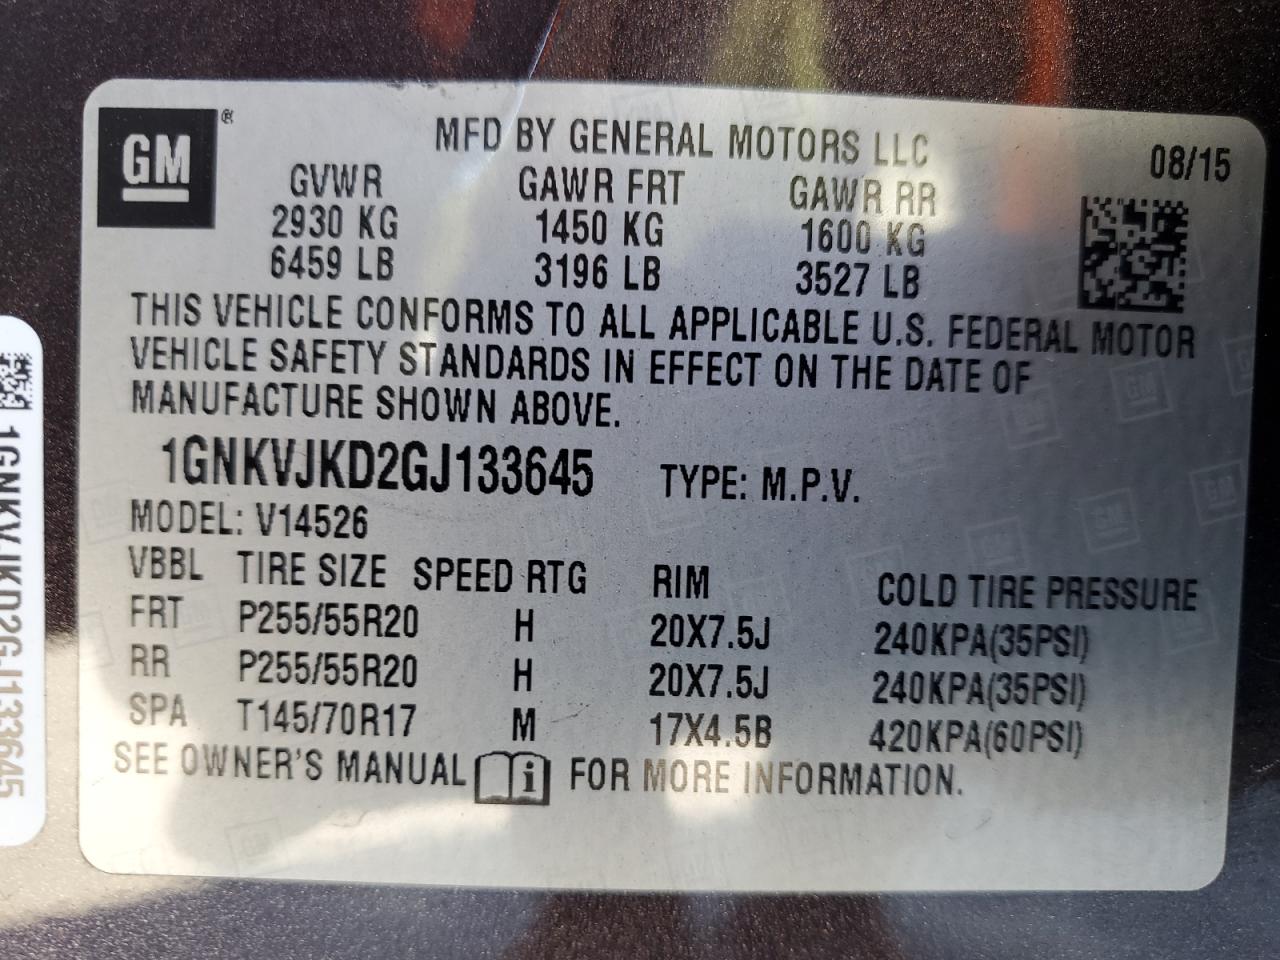 GM ®
MFD BY GENERAL MOTORS LLC 08/15
GVWR GAWR FRT GAWR RR
2930 KG 1450 KG 1600 KG
6459 LB 3196 LB 3527 LB
THIS VEHICLE CONFORMS TO ALL APPLICABLE U.S. FEDERAL MOTOR
VEHICLE SAFETY STANDARDS IN EFFECT ON THE DATE OF
MANUFACTURE SHOWN ABOVE.
1GNKVJKD2GJ133645 TYPE: M.P.V.
MODEL: V14526
VBBL TIRE SIZE SPEED RTG RIM COLD TIRE PRESSURE
FRT P255/55R20 H 20X7.5J 240KPA(35PSI)
RR P255/55R20 H 20X7.5J 240KPA(35PSI)
SPA T145/70R17 M 17X4.5B 420KPA(60PSI)
SEE OWNER'S MANUAL i FOR MORE INFORMATION.
1GNKVJKD2GJ133645